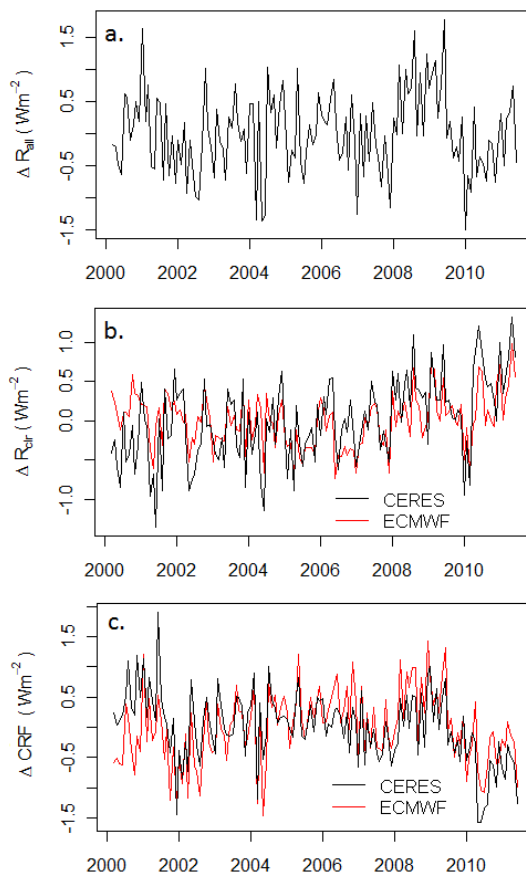 a.
Δ R_all ( Wm⁻² )
1.5
0.5
-0.5
-1.5
2000 2002 2004 2006 2008 2010
b.
Δ R_clr ( Wm⁻² )
1.0
0.5
0.0
-1.0
CERES
ECMWF
2000 2002 2004 2006 2008 2010
c.
Δ CRF ( Wm⁻² )
1.5
0.5
-0.5
-1.5
CERES
ECMWF
2000 2002 2004 2006 2008 2010